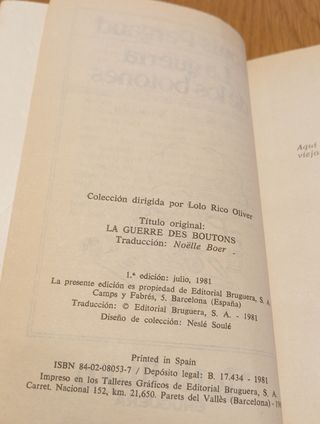 Colección dirigida por Lolo Rico Oliver
Título original:
LA GUERRE DES BOUTONS
Traducción: Noëlle Boer
1.ª edición: julio, 1981
La presente edición es propiedad de Editorial Bruguera, S. A.
Camps y Fabrés, 5. Barcelona (España)
Traducción: © Editorial Bruguera, S. A. - 1981
Diseño de colección: Neslé Soulé
Printed in Spain
ISBN 84-02-08053-7 / Depósito legal: B. 17.434 - 1981
Impreso en los Talleres Gráficos de Editorial Bruguera, S. A.
Carret. Nacional 152, km. 21,650. Parets del Vallès (Barcelona) -
Aquí
viejo